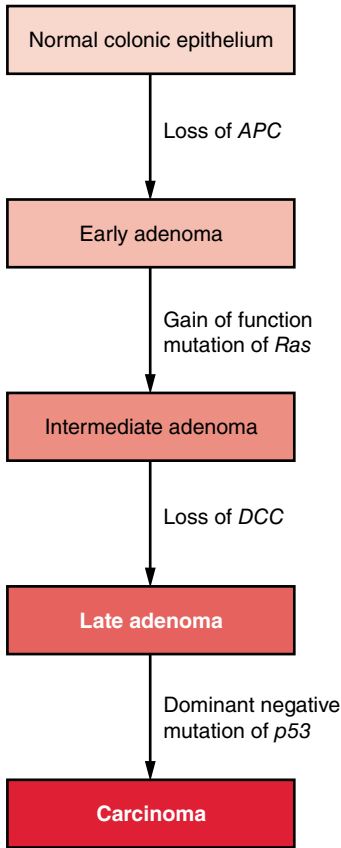 Normal colonic epithelium
Loss of APC
Early adenoma
Gain of function
mutation of Ras
Intermediate adenoma
Loss of DCC
Late adenoma
Dominant negative
mutation of p53
Carcinoma